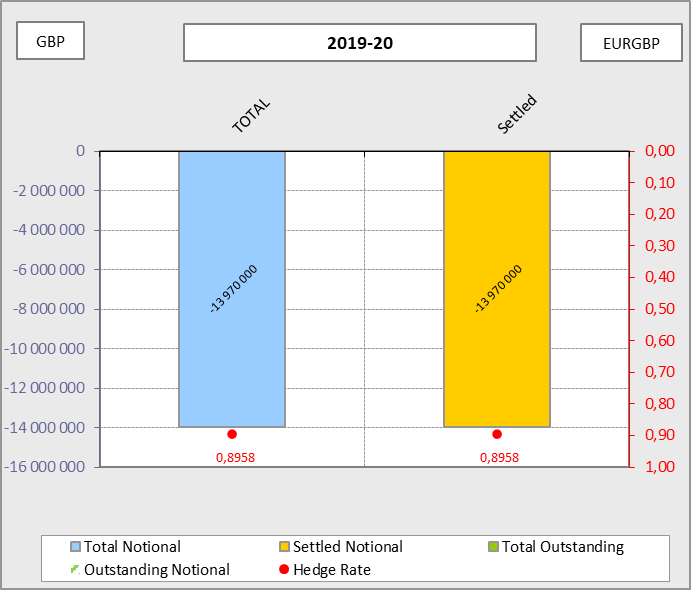 GBP
2019-20
EURGBP
TOTAL
Settled
0
-2 000 000
-4 000 000
-6 000 000
-8 000 000
-10 000 000
-12 000 000
-14 000 000
-16 000 000
-13 970 000
-13 970 000
0,8958
0,8958
0,00
0,10
0,20
0,30
0,40
0,50
0,60
0,70
0,80
0,90
1,00
Total Notional
Settled Notional
Total Outstanding
Outstanding Notional
Hedge Rate